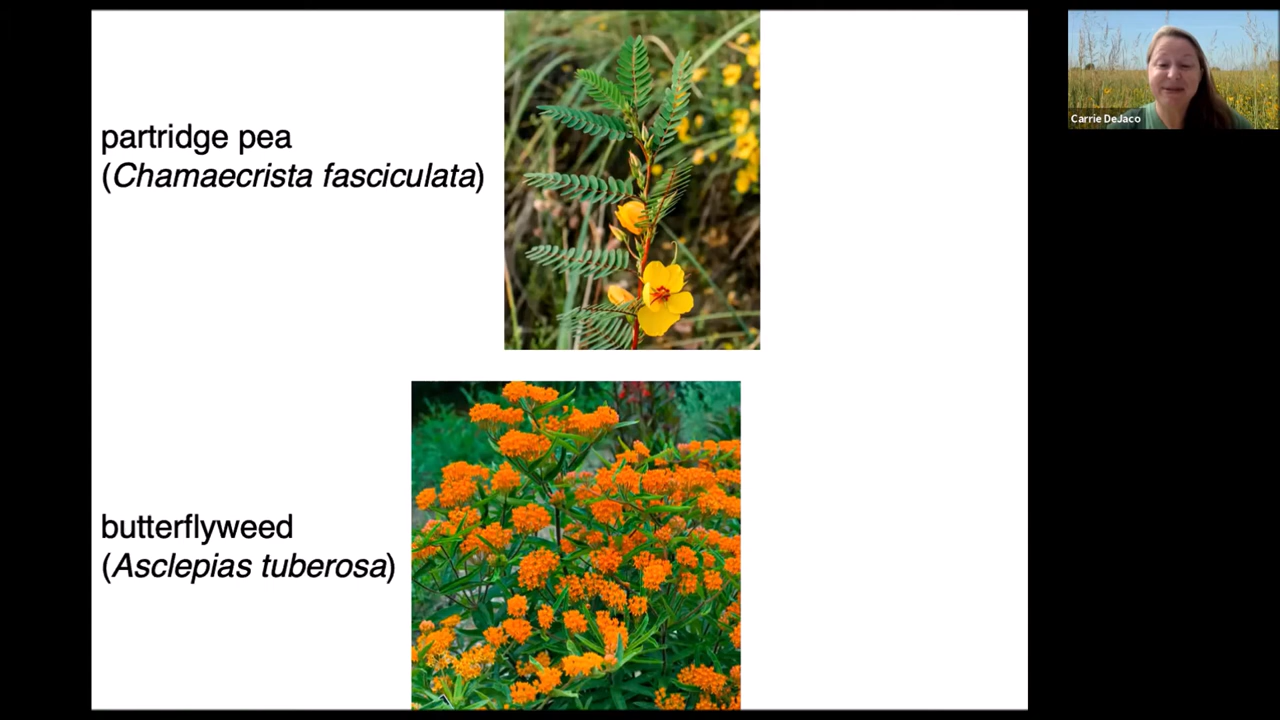 partridge pea
(Chamaecrista fasciculata)
Carrie DeJaco
butterflyweed
(Asclepias tuberosa)